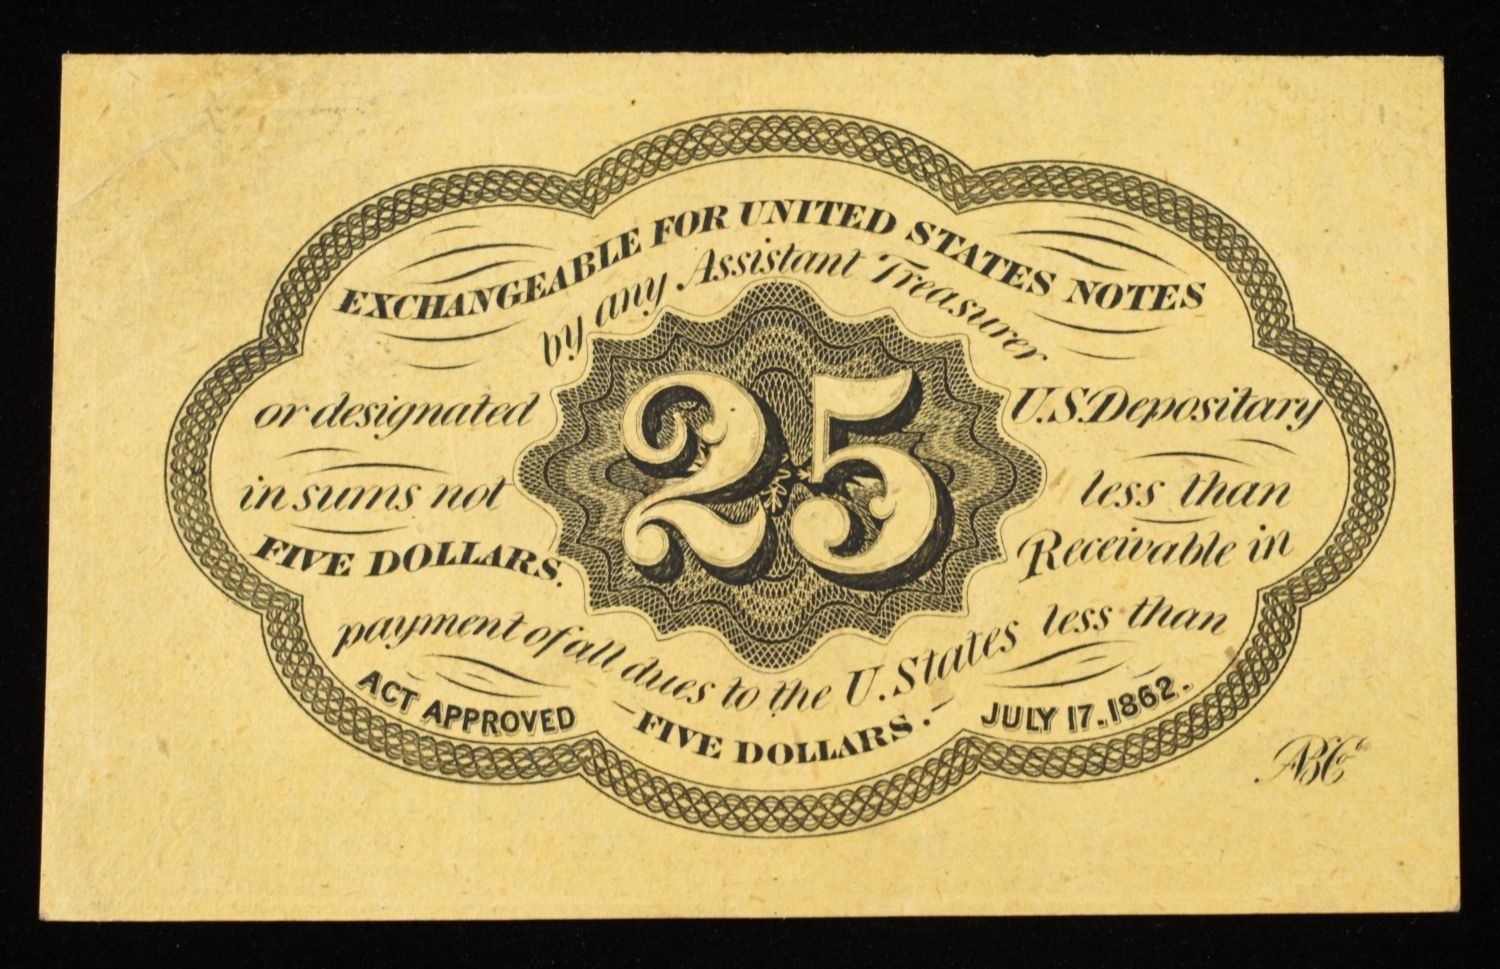 EXCHANGEABLE FOR UNITED STATES NOTES
by any Assistant Treasurer
or designated U.S. Depositary
in sums not less than
FIVE DOLLARS. Receivable in
payment of all dues to the U. States less than
FIVE DOLLARS.
ACT APPROVED JULY 17. 1862.
25
ABCo